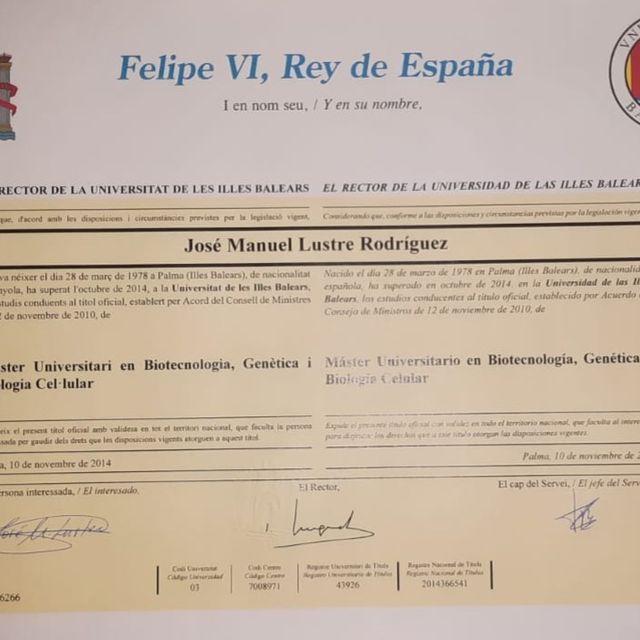 Felipe VI, Rey de España
I en nom seu, / Y en su nombre,
RECTOR DE LA UNIVERSITAT DE LES ILLES BALEARS
que, d'acord amb les disposicions i circumstàncies previstes per la legislació vigent,
EL RECTOR DE LA UNIVERSIDAD DE LAS ILLES BALEAR
Considerando que, conforme a las disposiciones y circunstancias previstas por la legislación vigen
José Manuel Lustre Rodríguez
va néixer el dia 28 de març de 1978 a Palma (Illes Balears), de nacionalitat
nyola, ha superat l'octubre de 2014, a la Universitat de les Illes Balears,
studis conduents al títol oficial, establert per Acord del Consell de Ministres
2 de novembre de 2010, de
Nacido el día 28 de marzo de 1978 en Palma (Illes Balears), de nacionalid
española, ha superado en octubre de 2014, en la Universidad de las Il
Balears, los estudios conducentes al título oficial, establecido por Acuerdo
Consejo de Ministros de 12 de noviembre de 2010, de
ster Universitari en Biotecnologia, Genètica i
logia Cel·lular
Máster Universitario en Biotecnología, Genética
Biología Celular
eix el present títol oficial amb validesa en tot el territori nacional, que faculta la persona
ssada per gaudir dels drets que les disposicions vigents atorguen a aquest títol.
Expide el presente título oficial con validez en todo el territorio nacional, que faculta al intere
para disfrutar los derechos que a este título otorgan las disposiciones vigentes.
a, 10 de novembre de 2014
Palma, 10 de noviembre de 2
ersona interessada, / El interesado,
El Rector,
El cap del Servei, / El jefe del Serv
Codi Universitat
Código Universidad
03
Codi Centre
Código Centro
7008971
Registre Universitari de Títols
Registro Universitario de Títulos
43926
Registre Nacional de Títols
Registro Nacional de Títulos
2014366541
6266